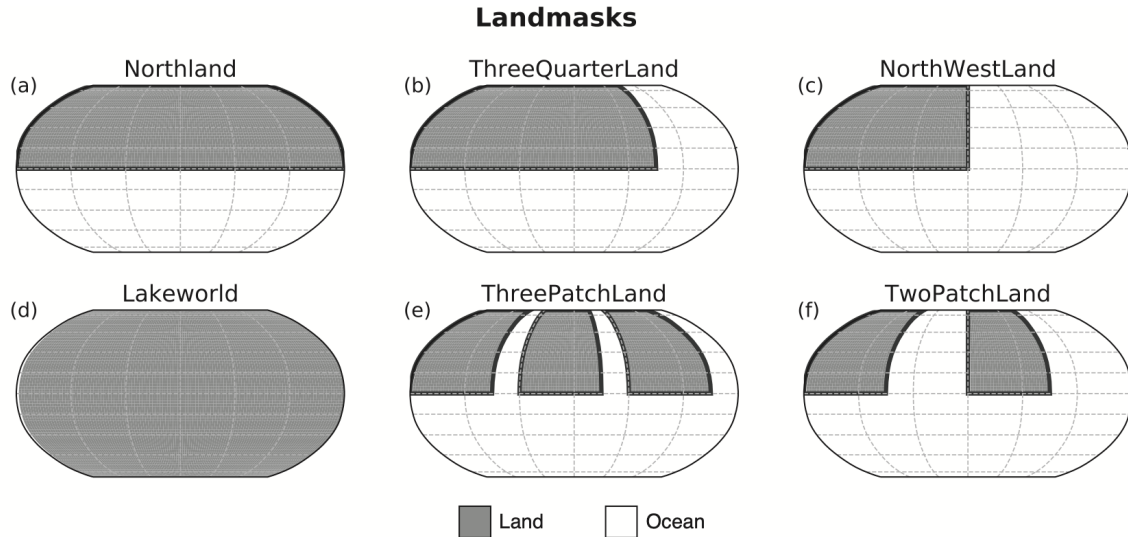 Landmasks
(a)
Northland
(b)
ThreeQuarterLand
(c)
NorthWestLand
(d)
Lakeworld
(e)
ThreePatchLand
(f)
TwoPatchLand
Land
Ocean